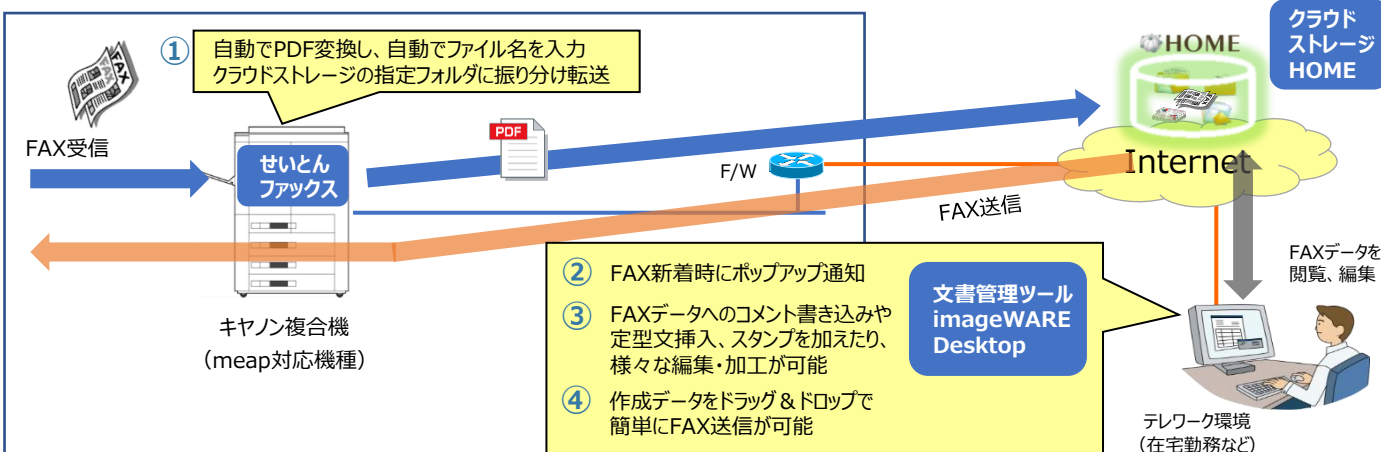 ① 自動でPDF変換し、自動でファイル名を入力
クラウドストレージの指定フォルダに振り分け転送
FAX
FAX
FAX受信
せいとん
ファックス
キヤノン複合機
（meap対応機種）
PDF
F/W
HOME
クラウド
ストレージ
HOME
Internet
FAX送信
② FAX新着時にポップアップ通知
③ FAXデータへのコメント書き込みや
定型文挿入、スタンプを加えたり、
様々な編集・加工が可能
④ 作成データをドラッグ＆ドロップで
簡単にFAX送信が可能
文書管理ツール
imageWARE
Desktop
FAXデータを
閲覧、編集
テレワーク環境
（在宅勤務など）